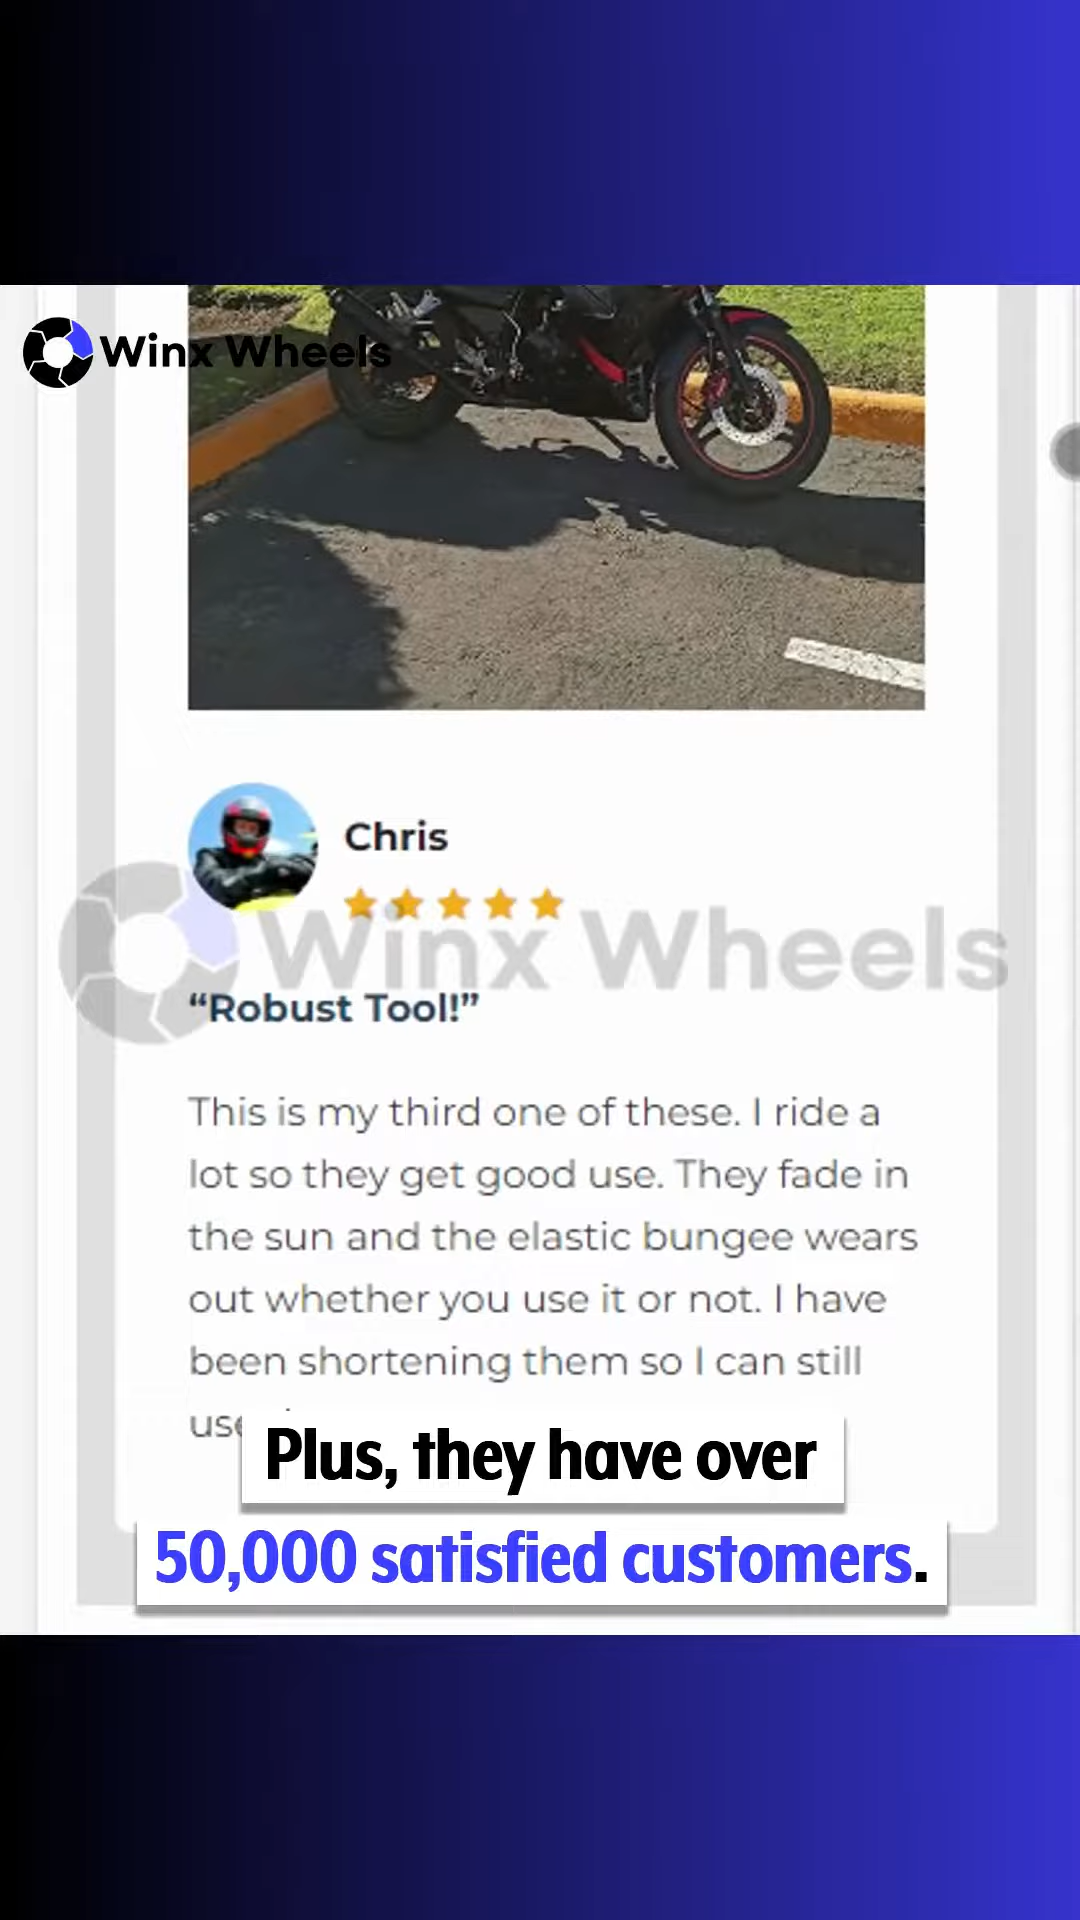 Winx Wheels
Chris
Winx Wheels
“Robust Tool!”
This is my third one of these. I ride a
lot so they get good use. They fade in
the sun and the elastic bungee wears
out whether you use it or not. I have
been shortening them so I can still
Plus, they have over
50,000 satisfied customers.